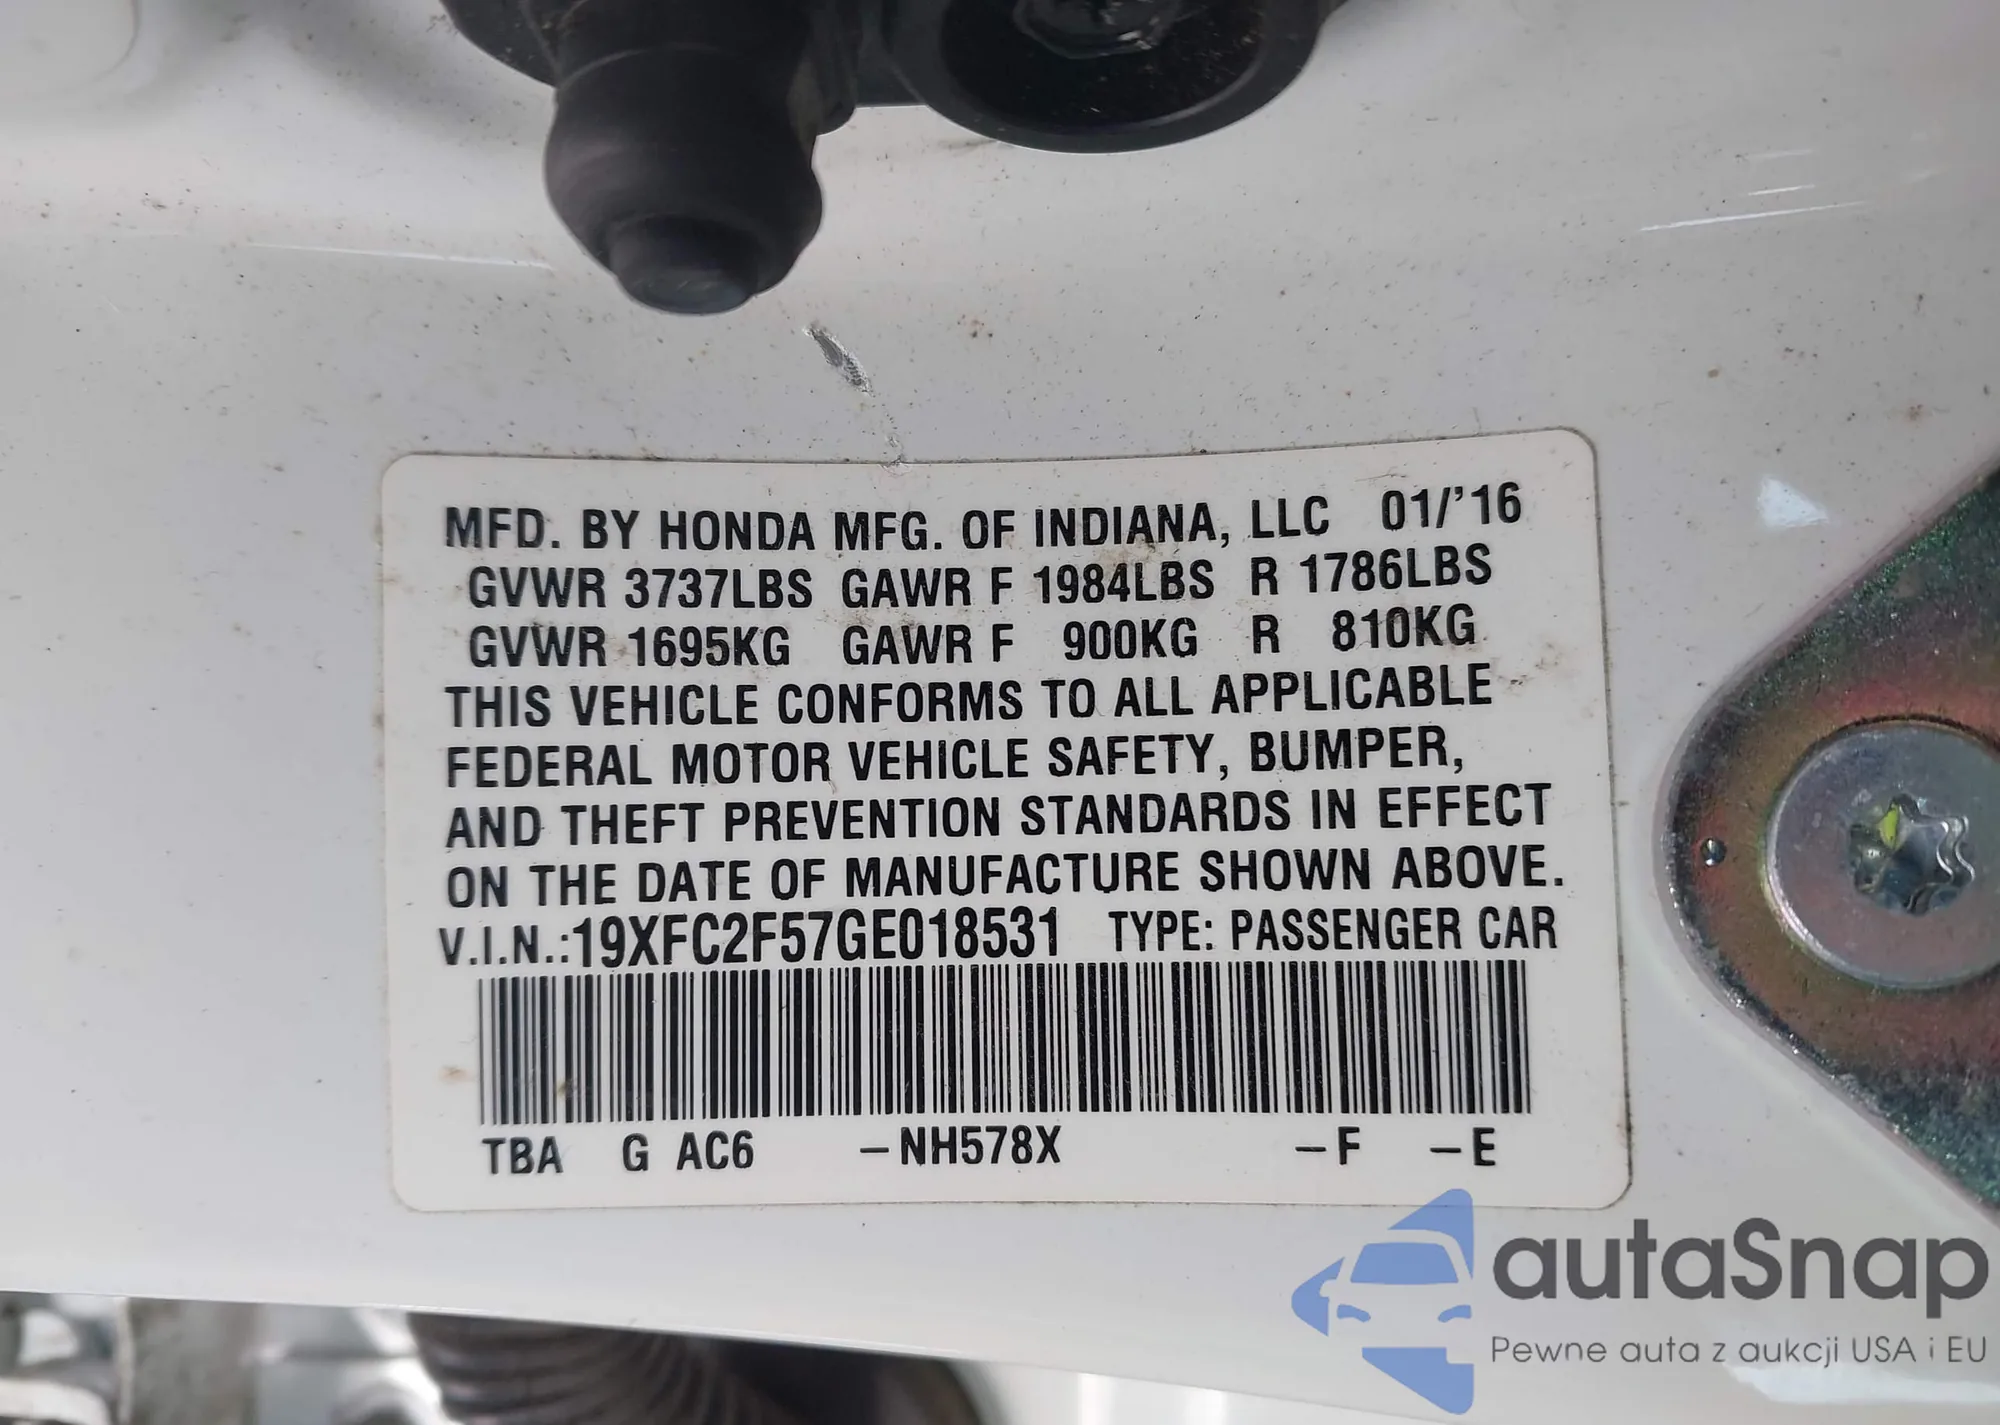 MFD. BY HONDA MFG. OF INDIANA, LLC 01/'16
GVWR 3737LBS GAWR F 1984LBS R 1786LBS
GVWR 1695KG GAWR F 900KG R 810KG
THIS VEHICLE CONFORMS TO ALL APPLICABLE
FEDERAL MOTOR VEHICLE SAFETY, BUMPER,
AND THEFT PREVENTION STANDARDS IN EFFECT
ON THE DATE OF MANUFACTURE SHOWN ABOVE.
V.I.N.:19XFC2F57GE018531 TYPE: PASSENGER CAR
TBA G AC6 –NH578X –F –E
autaSnap
Pewne auta z aukcji USA i EU